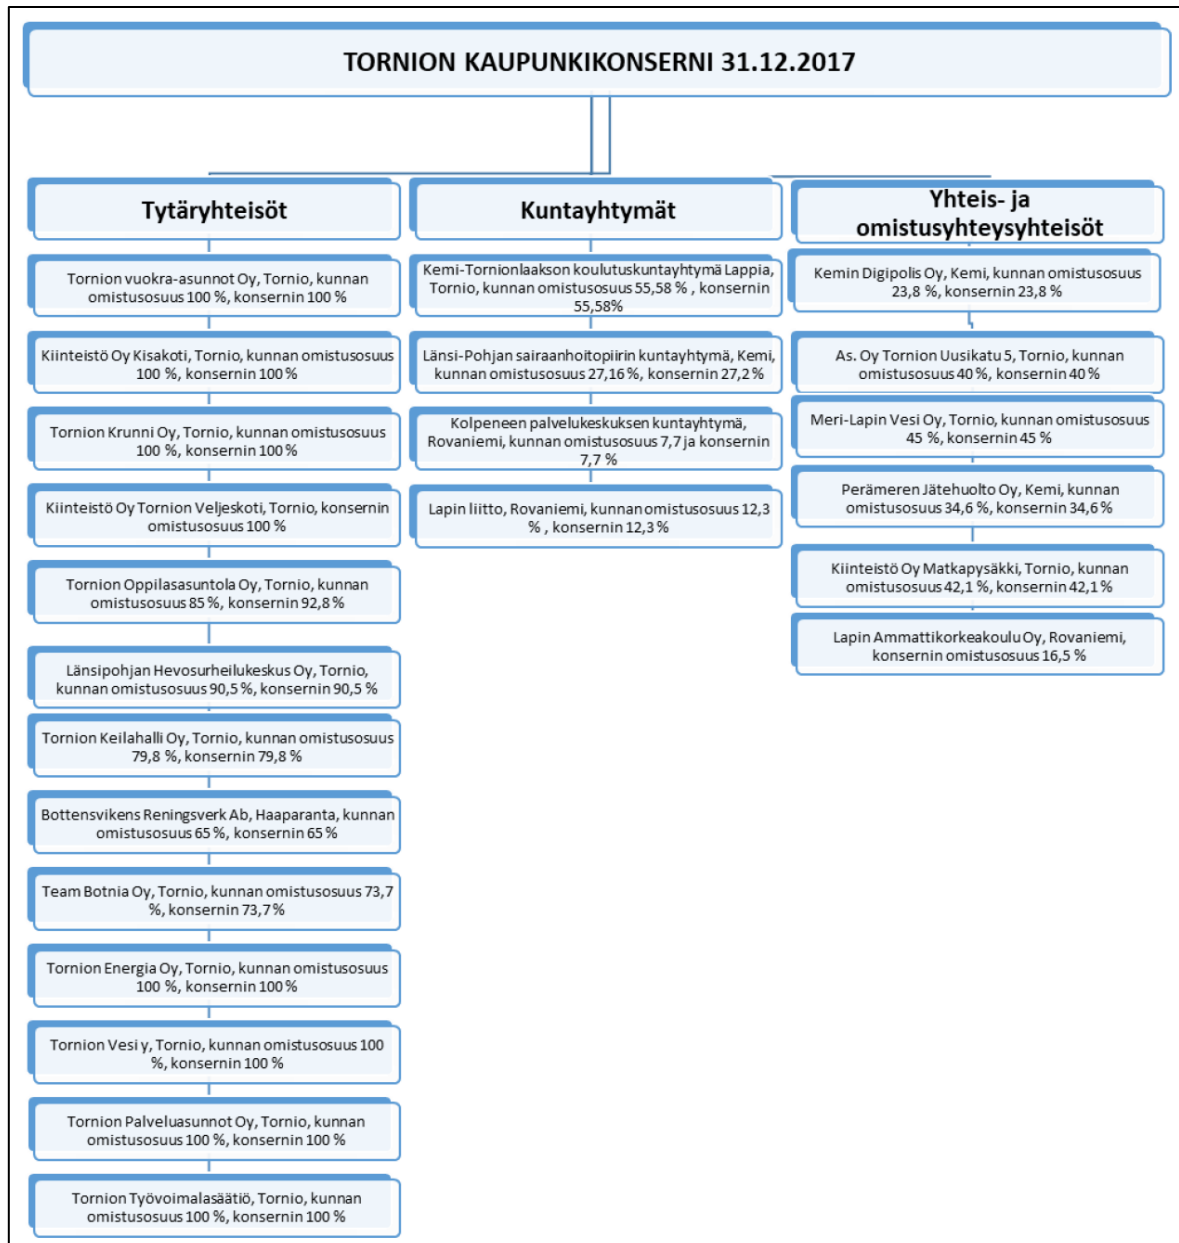 TORNION KAUPUNKIKONSERNI 31.12.2017
Tytäryhteisöt
Tornion vuokra-asunnot Oy, Tornio, kunnan
omistusosuus 100 %, konsernin 100 %
Kiinteistö Oy Kisakoti, Tornio, kunnan omistusosuus
100 %, konsernin 100 %
Tornion Krunni Oy, Tornio, kunnan omistusosuus
100 %, konsernin 100 %
Kiinteistö Oy Tornion Veljeskoti, Tornio, konsernin
omistusosuus 100 %
Tornion Oppilasasuntola Oy, Tornio, kunnan
omistusosuus 85 %, konsernin 92,8 %
Länsipohjan Hevosurheilukeskus Oy, Tornio,
kunnan omistusosuus 90,5 %, konsernin 90,5 %
Tornion Keilahalli Oy, Tornio, kunnan omistusosuus
79,8 %, konsernin 79,8 %
Bottensvikens Reningsverk Ab, Haaparanta, kunnan
omistusosuus 65 %, konsernin 65 %
Team Botnia Oy, Tornio, kunnan omistusosuus 73,7
%, konsernin 73,7 %
Tornion Energia Oy, Tornio, kunnan omistusosuus
100 %, konsernin 100 %
Tornion Vesi y, Tornio, kunnan omistusosuus 100
%, konsernin 100 %
Tornion Palveluasunnot Oy, Tornio, kunnan
omistusosuus 100 %, konsernin 100 %
Tornion Työvoimalasäätiö, Tornio, kunnan
omistusosuus 100 %, konsernin 100 %
Kuntayhtymät
Kemi-Tornionlaakson koulutuskuntayhtymä Lappia,
Tornio, kunnan omistusosuus 55,58 % , konsernin
55,58%
Länsi-Pohjan sairaanhoitopiirin kuntayhtymä, Kemi,
kunnan omistusosuus 27,16 %, konsernin 27,2 %
Kolpeneen palvelukeskuksen kuntayhtymä,
Rovaniemi, kunnan omistusosuus 7,7 ja konsernin
7,7 %
Lapin liitto, Rovaniemi, kunnan omistusosuus 12,3
% , konsernin 12,3 %
Yhteis- ja
omistusyhteysyhteisöt
Kemin Digipolis Oy, Kemi, kunnan omistusosuus
23,8 %, konsernin 23,8 %
As. Oy Tornion Uusikatu 5, Tornio, kunnan
omistusosuus 40 %, konsernin 40 %
Meri-Lapin Vesi Oy, Tornio, kunnan omistusosuus
45 %, konsernin 45 %
Perämeren Jätehuolto Oy, Kemi, kunnan
omistusosuus 34,6 %, konsernin 34,6 %
Kiinteistö Oy Matkapysäkki, Tornio, kunnan
omistusosuus 42,1 %, konsernin 42,1 %
Lapin Ammattikorkeakoulu Oy, Rovaniemi,
konsernin omistusosuus 16,5 %